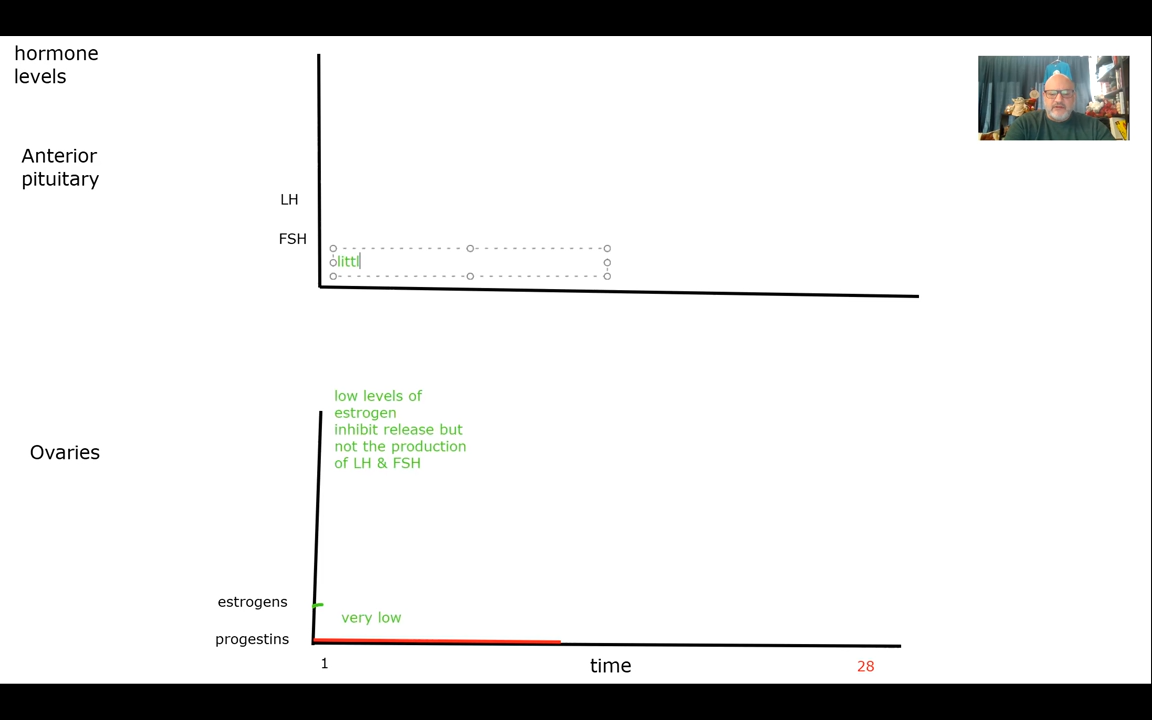 hormone
levels
Anterior
pituitary
LH
FSH
littl
low levels of
estrogen
inhibit release but
not the production
of LH & FSH
Ovaries
estrogens
very low
progestins
1
time
28